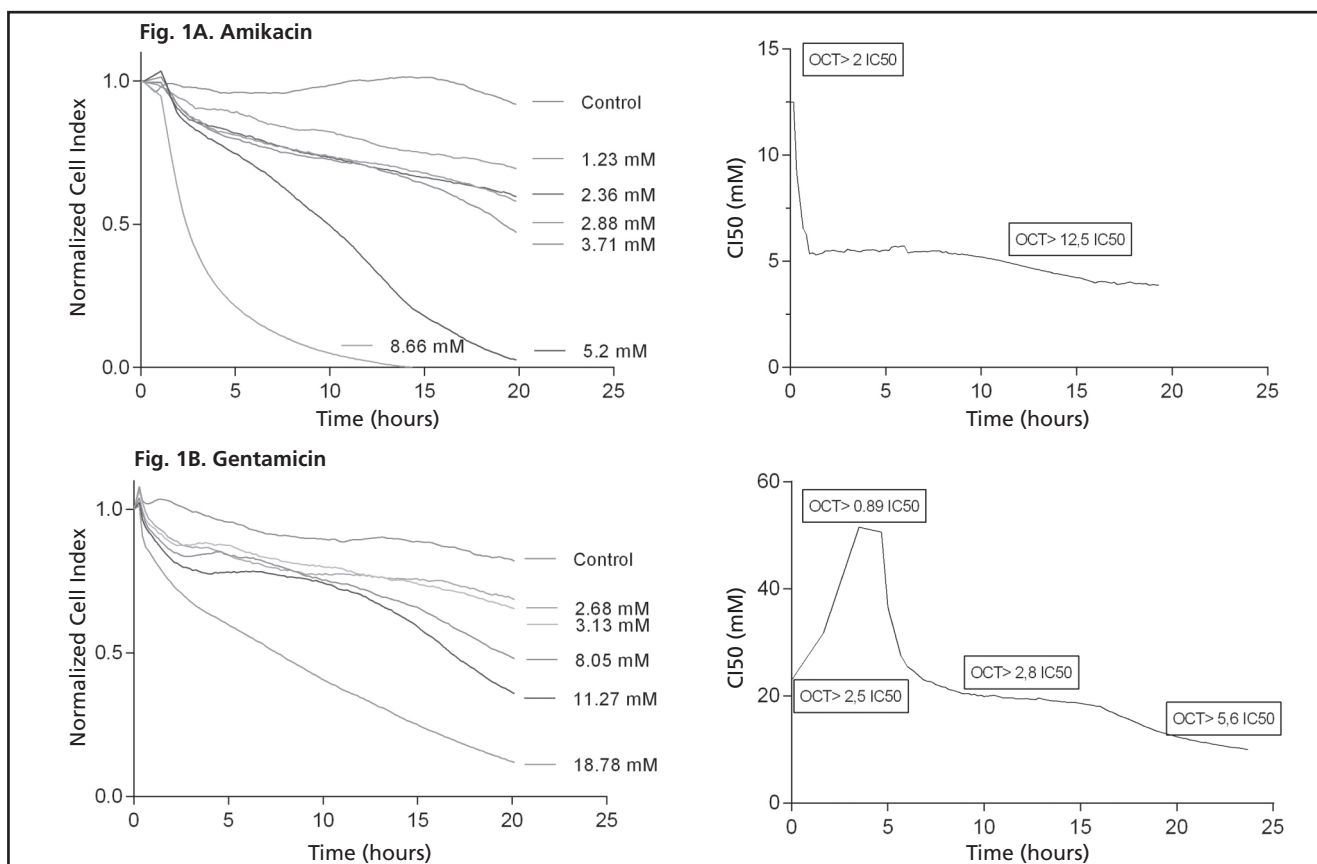 Fig. 1A. Amikacin
Normalized Cell Index
1.0
0.5
0.0
0 5 10 15 20 25
Time (hours)
Control
1.23 mM
2.36 mM
2.88 mM
3.71 mM
8.66 mM
5.2 mM
CI50 (mM)
15
10
5
0
0 5 10 15 20 25
Time (hours)
OCT> 2 IC50
OCT> 12,5 IC50
Fig. 1B. Gentamicin
Normalized Cell Index
1.0
0.5
0.0
0 5 10 15 20 25
Time (hours)
Control
2.68 mM
3.13 mM
8.05 mM
11.27 mM
18.78 mM
CI50 (mM)
60
40
20
0
0 5 10 15 20 25
Time (hours)
OCT> 0.89 IC50
OCT> 2,5 IC50
OCT> 2,8 IC50
OCT> 5,6 IC50